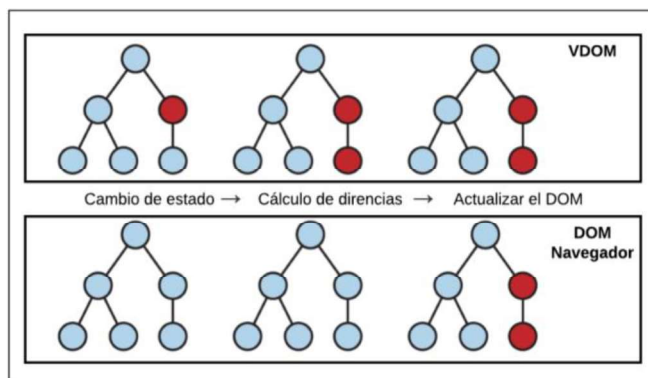 VDOM
Cambio de estado → Cálculo de direncias → Actualizar el DOM
DOM
Navegador